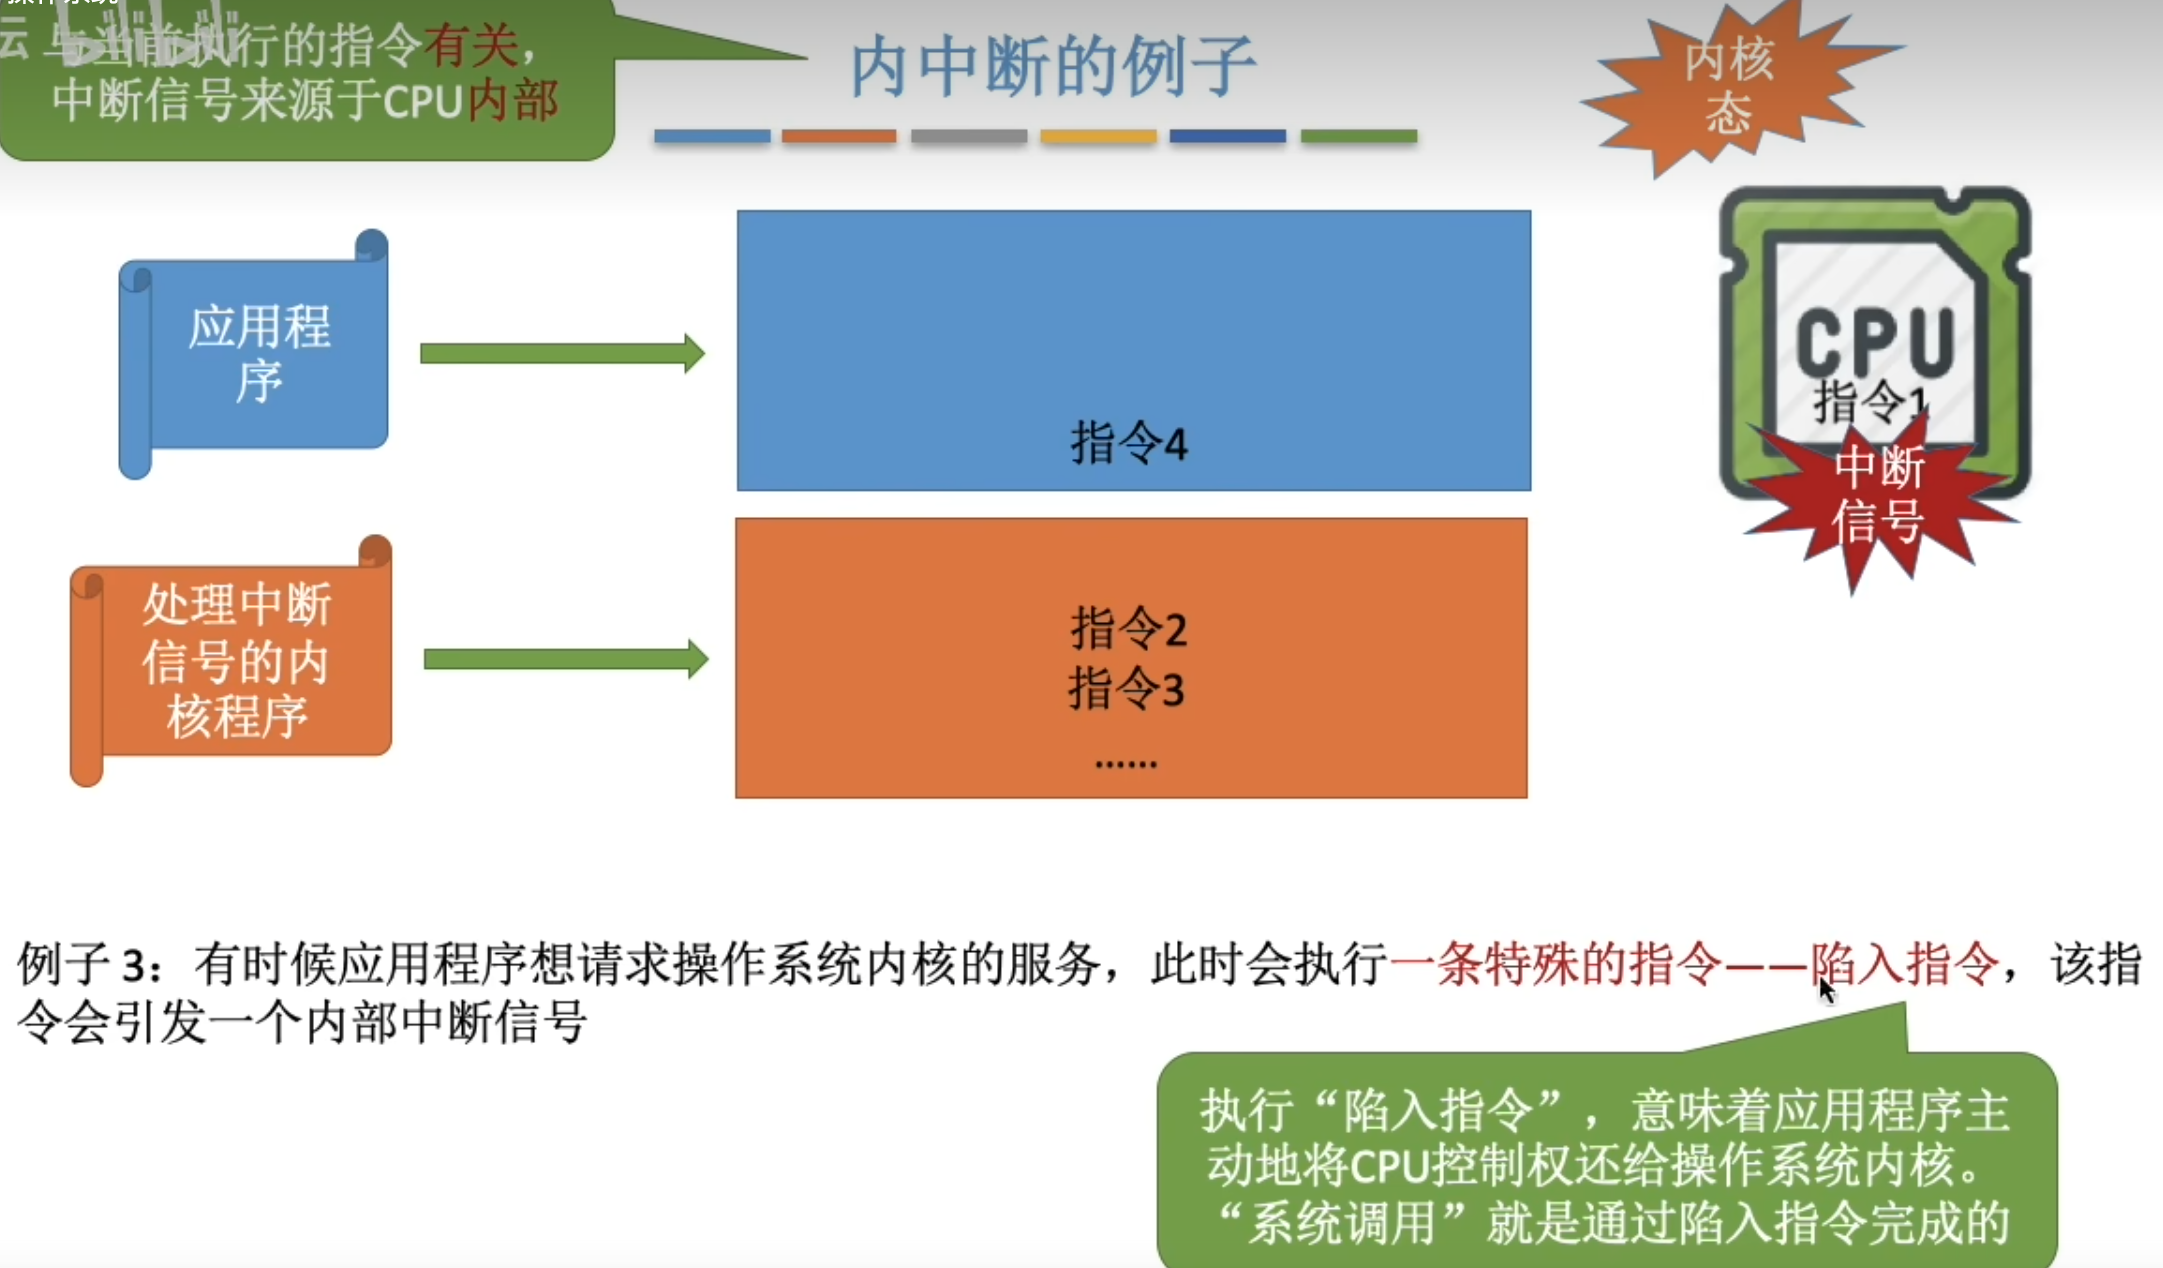 与当前执行的指令有关，
中断信号来源于CPU内部
内中断的例子
内核
态
应用程
序
指令4
CPU
指令1
中断
信号
处理中断
信号的内
核程序
指令2
指令3
......
例子 3：有时候应用程序想请求操作系统内核的服务，此时会执行一条特殊的指令——陷入指令，该指
令会引发一个内部中断信号
执行“陷入指令”，意味着应用程序主
动地将CPU控制权还给操作系统内核。
“系统调用”就是通过陷入指令完成的